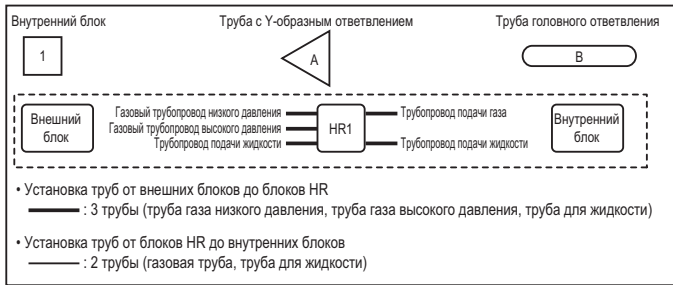 Внутренний блок
Труба с Y-образным ответвлением
Труба головного ответвления
1
A
B
Внешний блок
Газовый трубопровод низкого давления
Газовый трубопровод высокого давления
Трубопровод подачи жидкости
HR1
Трубопровод подачи газа
Трубопровод подачи жидкости
Внутренний блок
• Установка труб от внешних блоков до блоков HR
: 3 трубы (труба газа низкого давления, труба газа высокого давления, труба для жидкости)
• Установка труб от блоков HR до внутренних блоков
: 2 трубы (газовая труба, труба для жидкости)